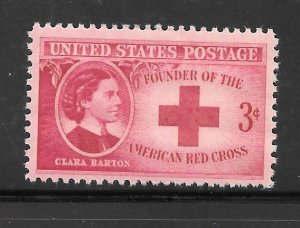 UNITED STATES POSTAGE
FOUNDER OF THE
3¢
AMERICAN RED CROSS
CLARA BARTON